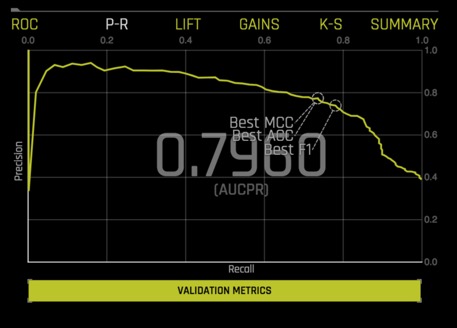 ROC P-R LIFT GAINS K-S SUMMARY
0.0 0.2 0.4 0.6 0.8 1.0
1.0
0.8
Best MCC
Best ACC
0.6
Best F1
0.7960
(AUCPR)
0.4
0.2
0.0
Precision
Recall
VALIDATION METRICS